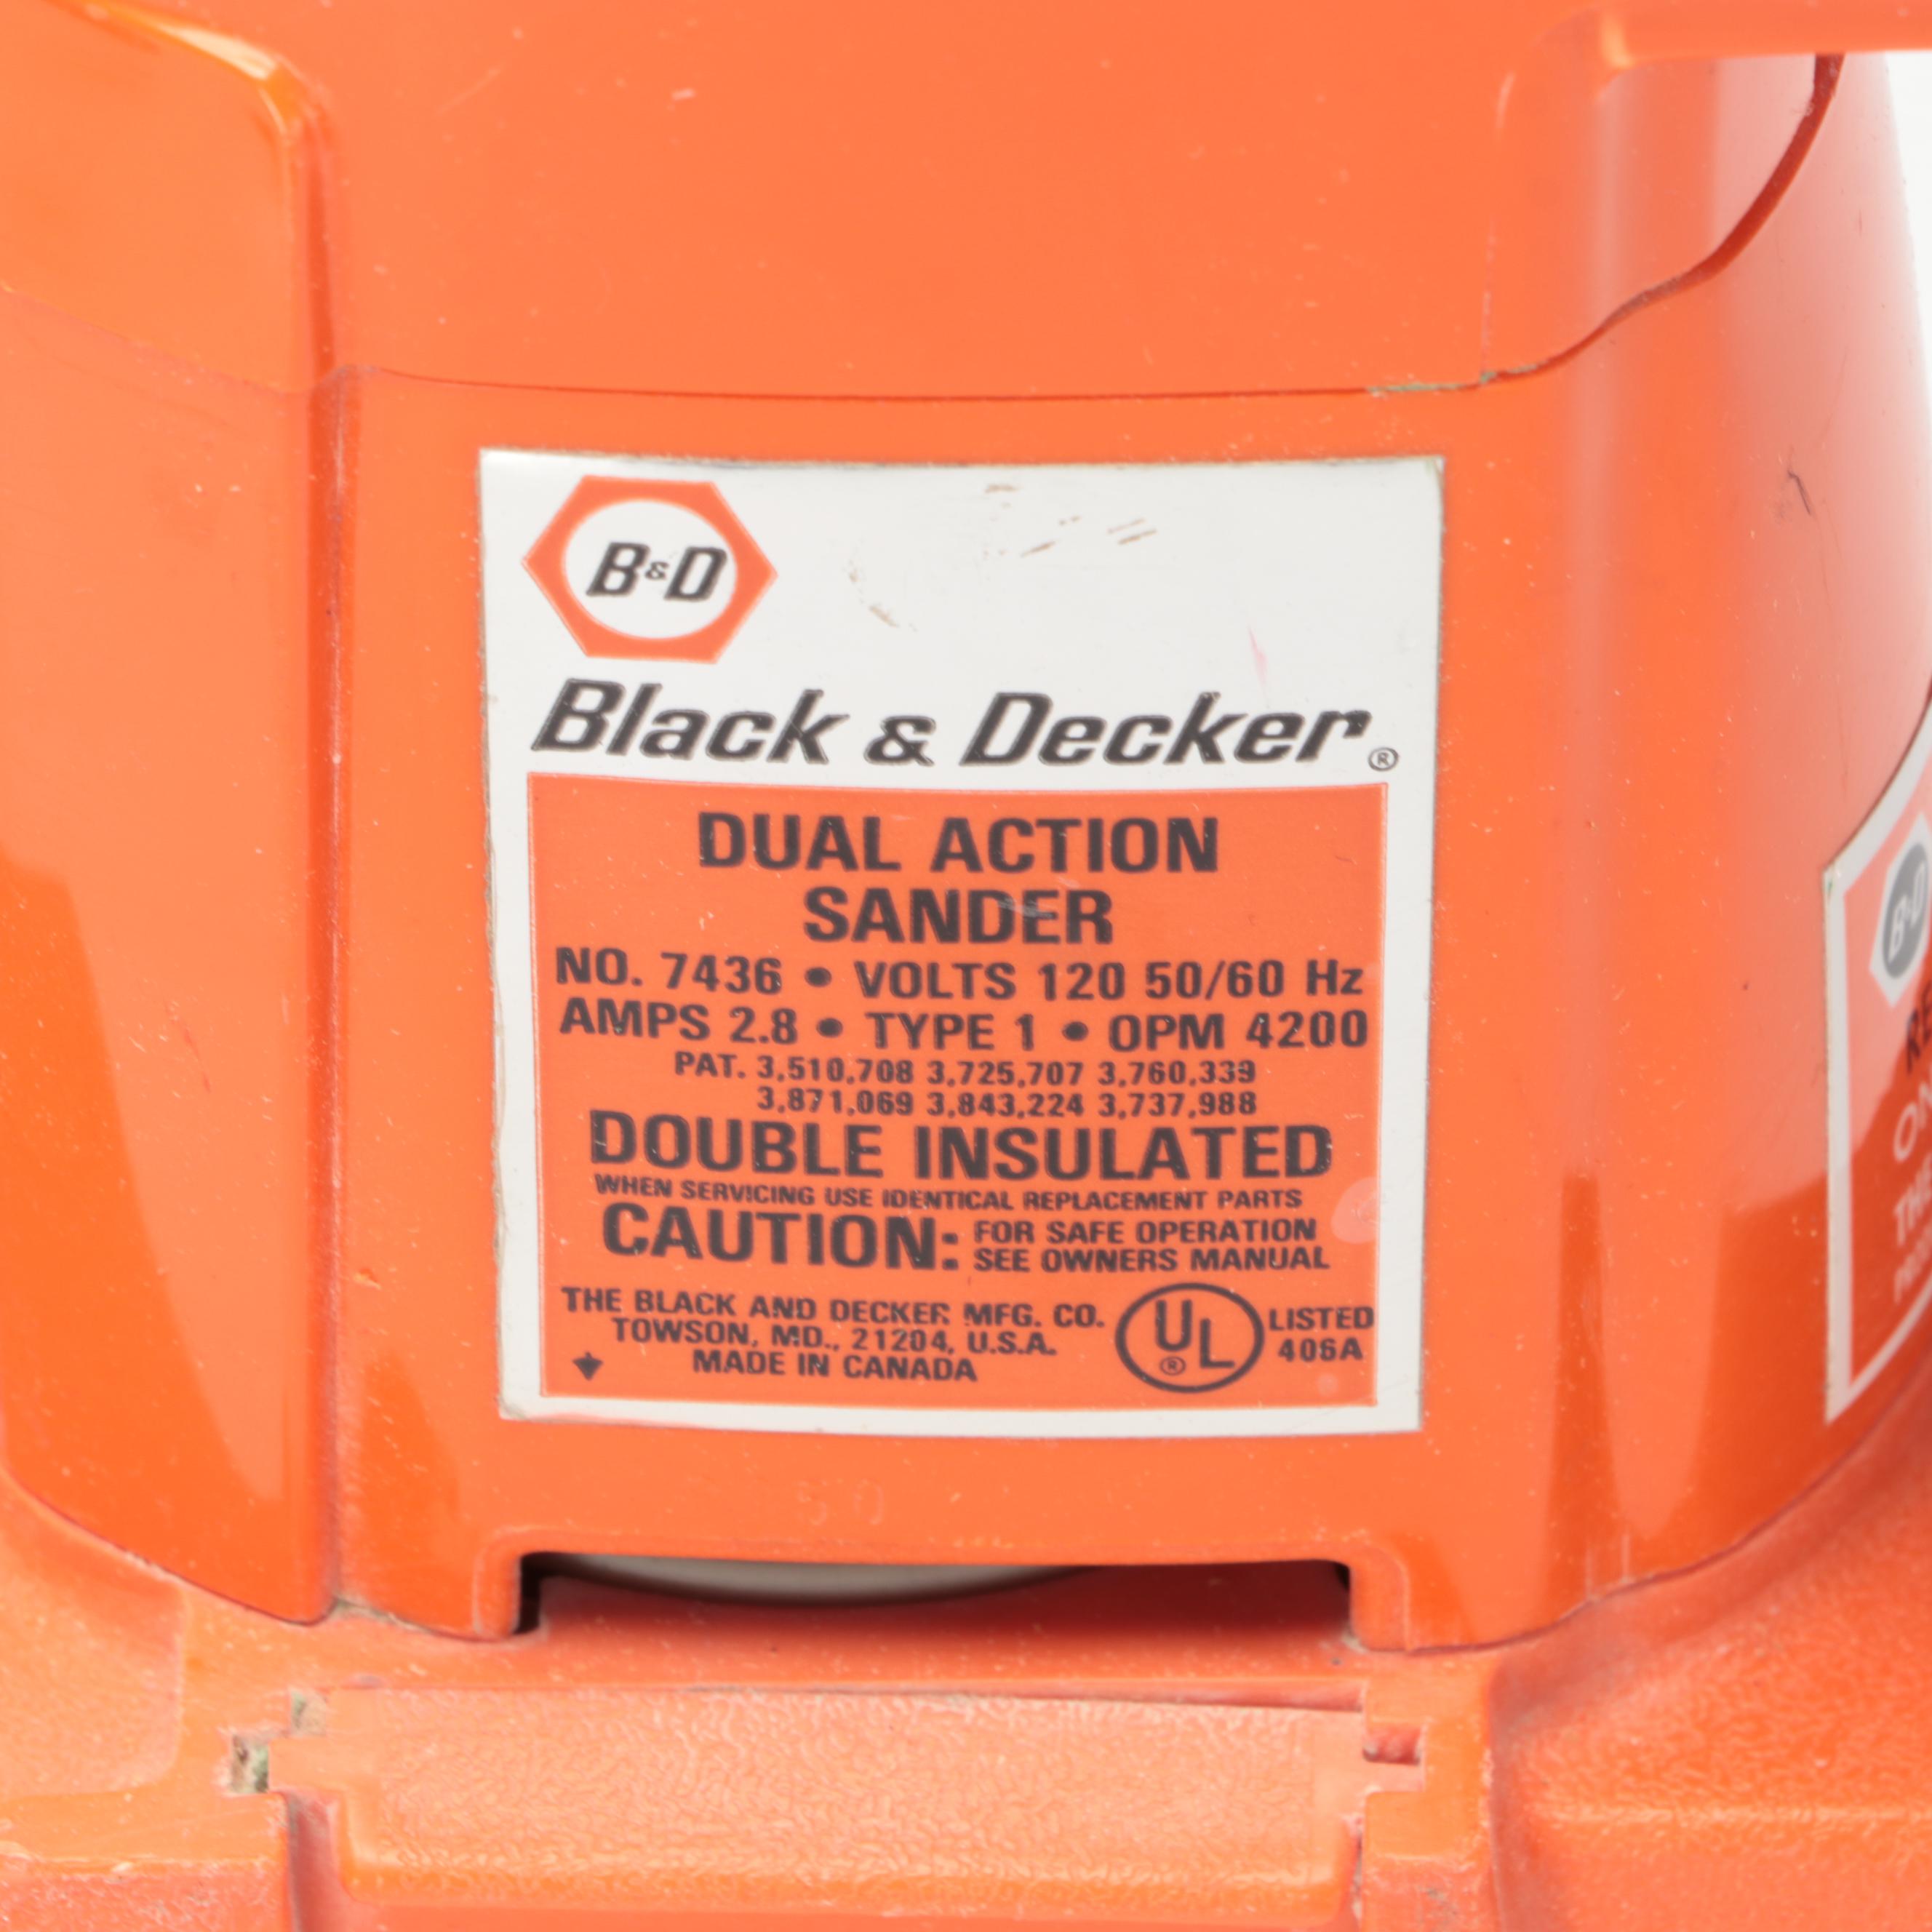 B&D
Black & Decker®
DUAL ACTION
SANDER
NO. 7436 • VOLTS 120 50/60 Hz
AMPS 2.8 • TYPE 1 • OPM 4200
PAT. 3,510,708 3,725,707 3,760,339
3,871,069 3,843,224 3,737,988
DOUBLE INSULATED
WHEN SERVICING USE IDENTICAL REPLACEMENT PARTS
CAUTION: FOR SAFE OPERATION
SEE OWNERS MANUAL
THE BLACK AND DECKER MFG. CO.
TOWSON, MD., 21204, U.S.A.
MADE IN CANADA
UL® LISTED
406A
50
B&D